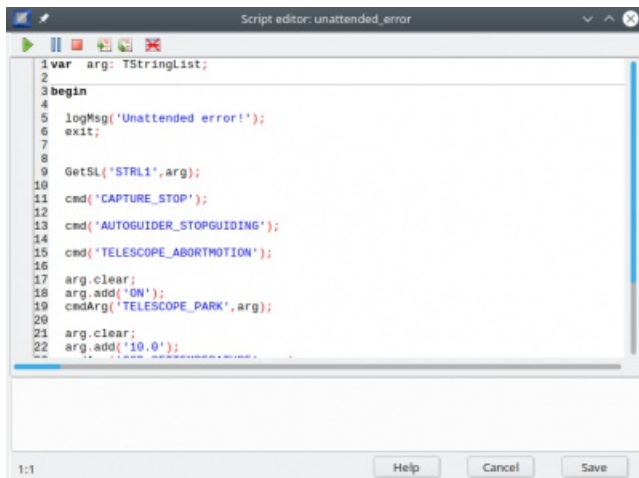 Script editor: unattended_error
1 var arg: TStringList;
2
3 begin
4
5 logMsg('Unattended error!');
6 exit;
7
8
9 GetSL('STRL1',arg);
10
11 cmd('CAPTURE_STOP');
12
13 cmd('AUTOGUIDER_STOPGUIDING');
14
15 cmd('TELESCOPE_ABORTMOTION');
16
17 arg.clear;
18 arg.add('ON');
19 cmdArg('TELESCOPE_PARK',arg);
20
21 arg.clear;
22 arg.add('10.0');
1:1
Help
Cancel
Save